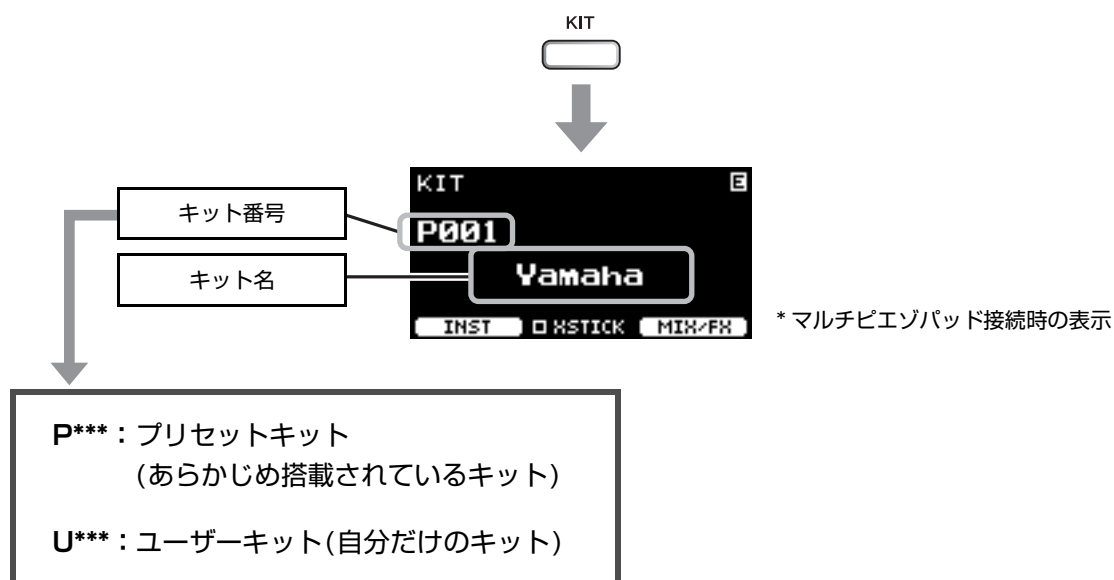 KIT
KIT E
キット番号
P001
キット名
Yamaha
INST XSTICK MIX/FX
* マルチピエゾパッド接続時の表示
P***：プリセットキット
(あらかじめ搭載されているキット)
U***：ユーザーキット(自分だけのキット)